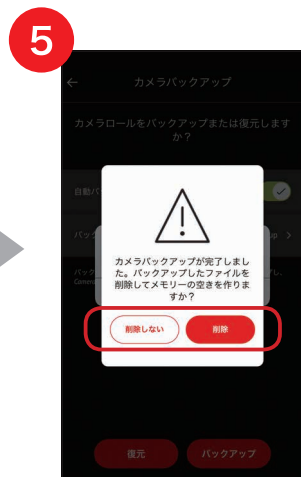 5
カメラバックアップ
カメラロールをバックアップまたは復元します
か？
自動バ
カメラバックアップが完了しまし
た。バックアップしたファイルを
削除してメモリーの空きを作りま
すか？
削除しない 削除
復元 バックアップ